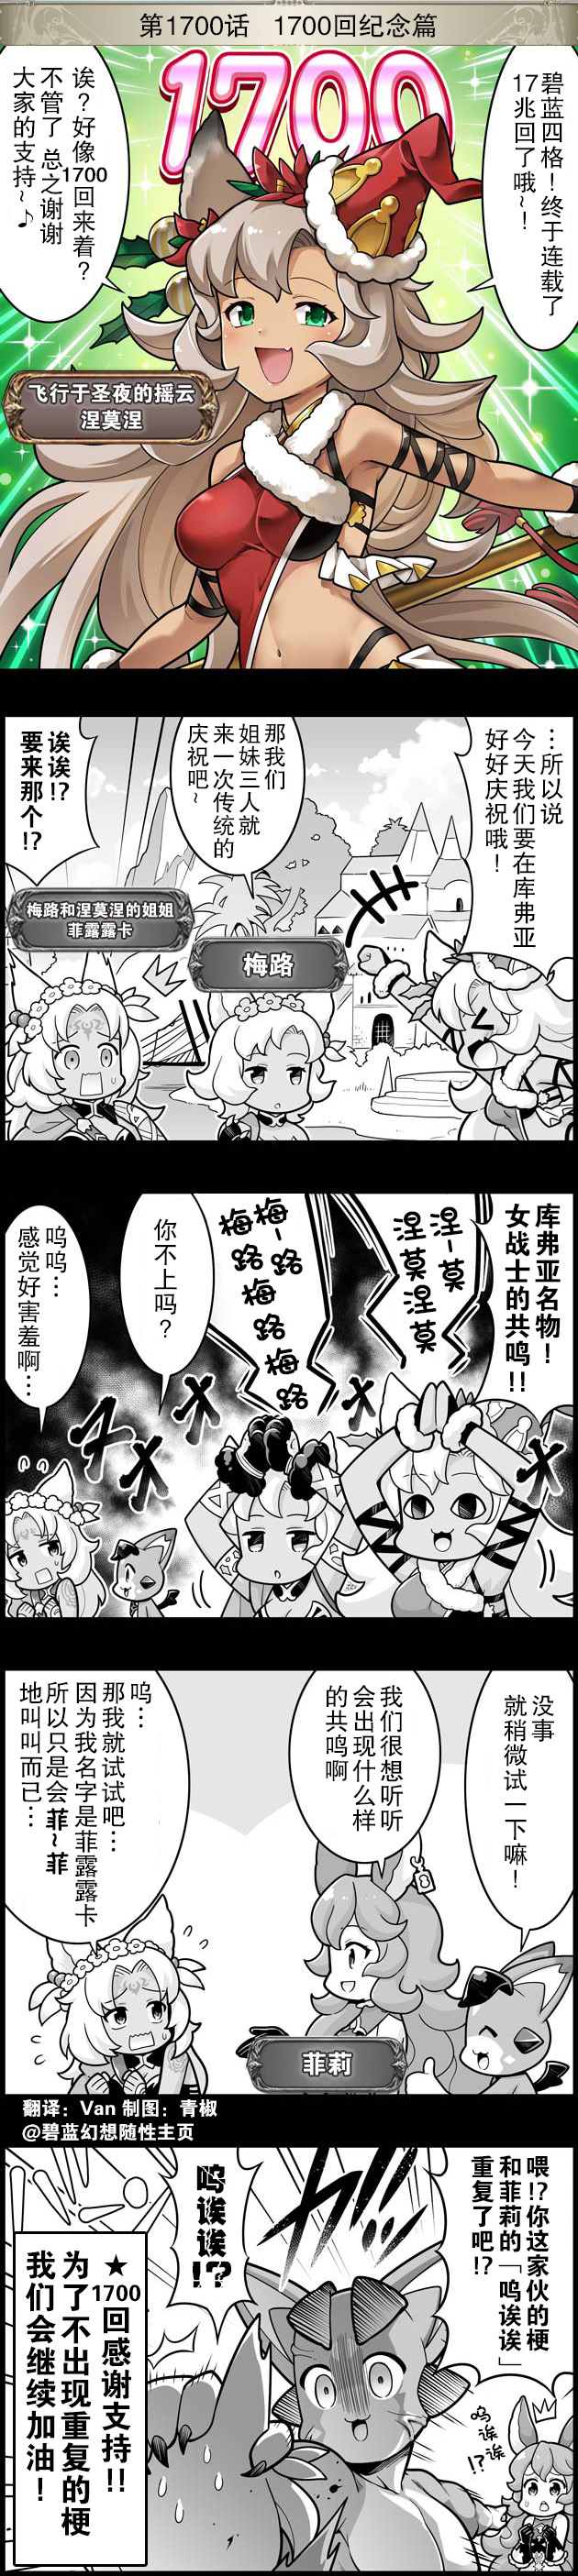 第1700话　1700回纪念篇
1700
碧蓝四格！终于连载了
17兆回了哦~！
诶？好像1700回来着？
不管了 总之谢谢
大家的支持~♪
飞行于圣夜的摇云
涅莫涅
…所以说
今天我们要在库弗亚
好好庆祝哦！
那我们
姐妹三人就
来一次传统的
庆祝吧~
诶诶!?
要来那个!?
梅路和涅莫涅的姐姐
菲露露卡
梅路
库弗亚名物！
女战士的共鸣!!
涅-莫
涅莫涅莫
梅-路
梅路梅路梅路
你不上吗？
呜呜…
感觉好害羞啊…
没事
就稍微试一下嘛！
我们很想听听
会出现什么样
的共鸣啊
呜…
那我就试试吧…
因为我名字是菲露露卡
所以只是会菲~菲
地叫叫而已…
菲莉
翻译：Van 制图：青椒
@碧蓝幻想随性主页
喂!?你这家伙的梗
和菲莉的「呜诶诶」
重复了吧!?
呜诶诶!?
呜诶诶!?
★1700回感谢支持!!
为了不出现重复的梗
我们会继续加油！